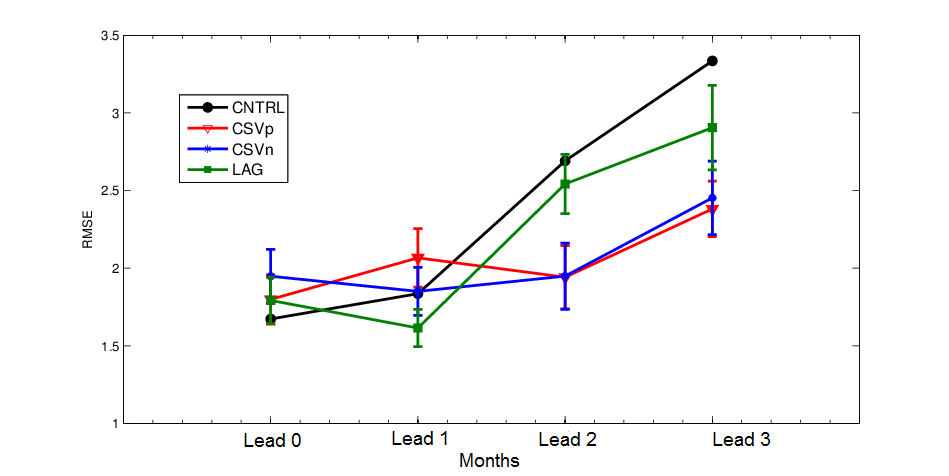 3.5
3
2.5
2
1.5
1
RMSE
CNTRL
CSVp
CSVn
LAG
Lead 0
Lead 1
Lead 2
Lead 3
Months